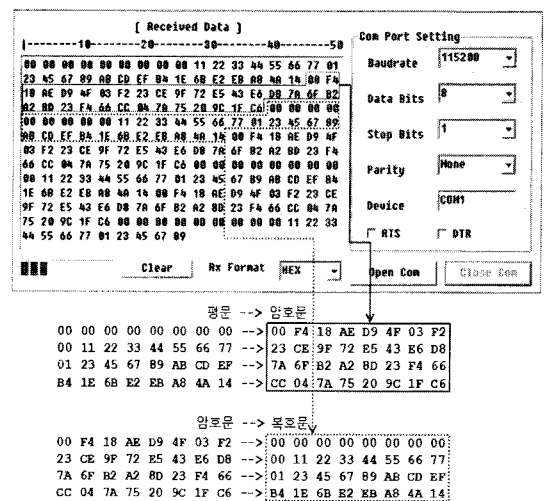 [ Received Data ]
|--------10--------20--------30--------40--------50
00 00 00 00 00 00 00 00 00 11 22 33 44 55 66 77 01
23 45 67 89 AB CD EF B4 1E 6B E2 EB A8 4A 14 00 F4
18 AE D9 4F 03 F2 23 CE 9F 72 E5 43 E6 D8 7A 6F B2
A2 8D 23 F4 66 CC 04 7A 75 20 9C 1F C6 00 00 00 00
00 00 00 00 00 11 22 33 44 55 66 77 01 23 45 67 89
AB CD EF B4 1E 6B E2 EB A8 4A 14 00 F4 18 AE D9 4F
03 F2 23 CE 9F 72 E5 43 E6 D8 7A 6F B2 A2 8D 23 F4
66 CC 04 7A 75 20 9C 1F C6 00 00 00 00 00 00 00 00
00 11 22 33 44 55 66 77 01 23 45 67 89 AB CD EF B4
1E 6B E2 EB A8 4A 14 00 F4 18 AE D9 4F 03 F2 23 CE
9F 72 E5 43 E6 D8 7A 6F B2 A2 8D 23 F4 66 CC 04 7A
75 20 9C 1F C6 00 00 00 00 00 00 00 00 00 11 22 33
44 55 66 77 01 23 45 67 89
Clear Rx Format HEX
Com Port Setting
Baudrate 115200
Data Bits 8
Step Bits 1
Parity None
Device COM1
RTS DTR
Open Com Close Com
평문 --> 암호문
00 00 00 00 00 00 00 00 --> 00 F4 18 AE D9 4F 03 F2
00 11 22 33 44 55 66 77 --> 23 CE 9F 72 E5 43 E6 D8
01 23 45 67 89 AB CD EF --> 7A 6F B2 A2 8D 23 F4 66
B4 1E 6B E2 EB A8 4A 14 --> CC 04 7A 75 20 9C 1F C6
암호문 --> 복호문
00 F4 18 AE D9 4F 03 F2 --> 00 00 00 00 00 00 00 00
23 CE 9F 72 E5 43 E6 D8 --> 00 11 22 33 44 55 66 77
7A 6F B2 A2 8D 23 F4 66 --> 01 23 45 67 89 AB CD EF
CC 04 7A 75 20 9C 1F C6 --> B4 1E 6B E2 EB A8 4A 14